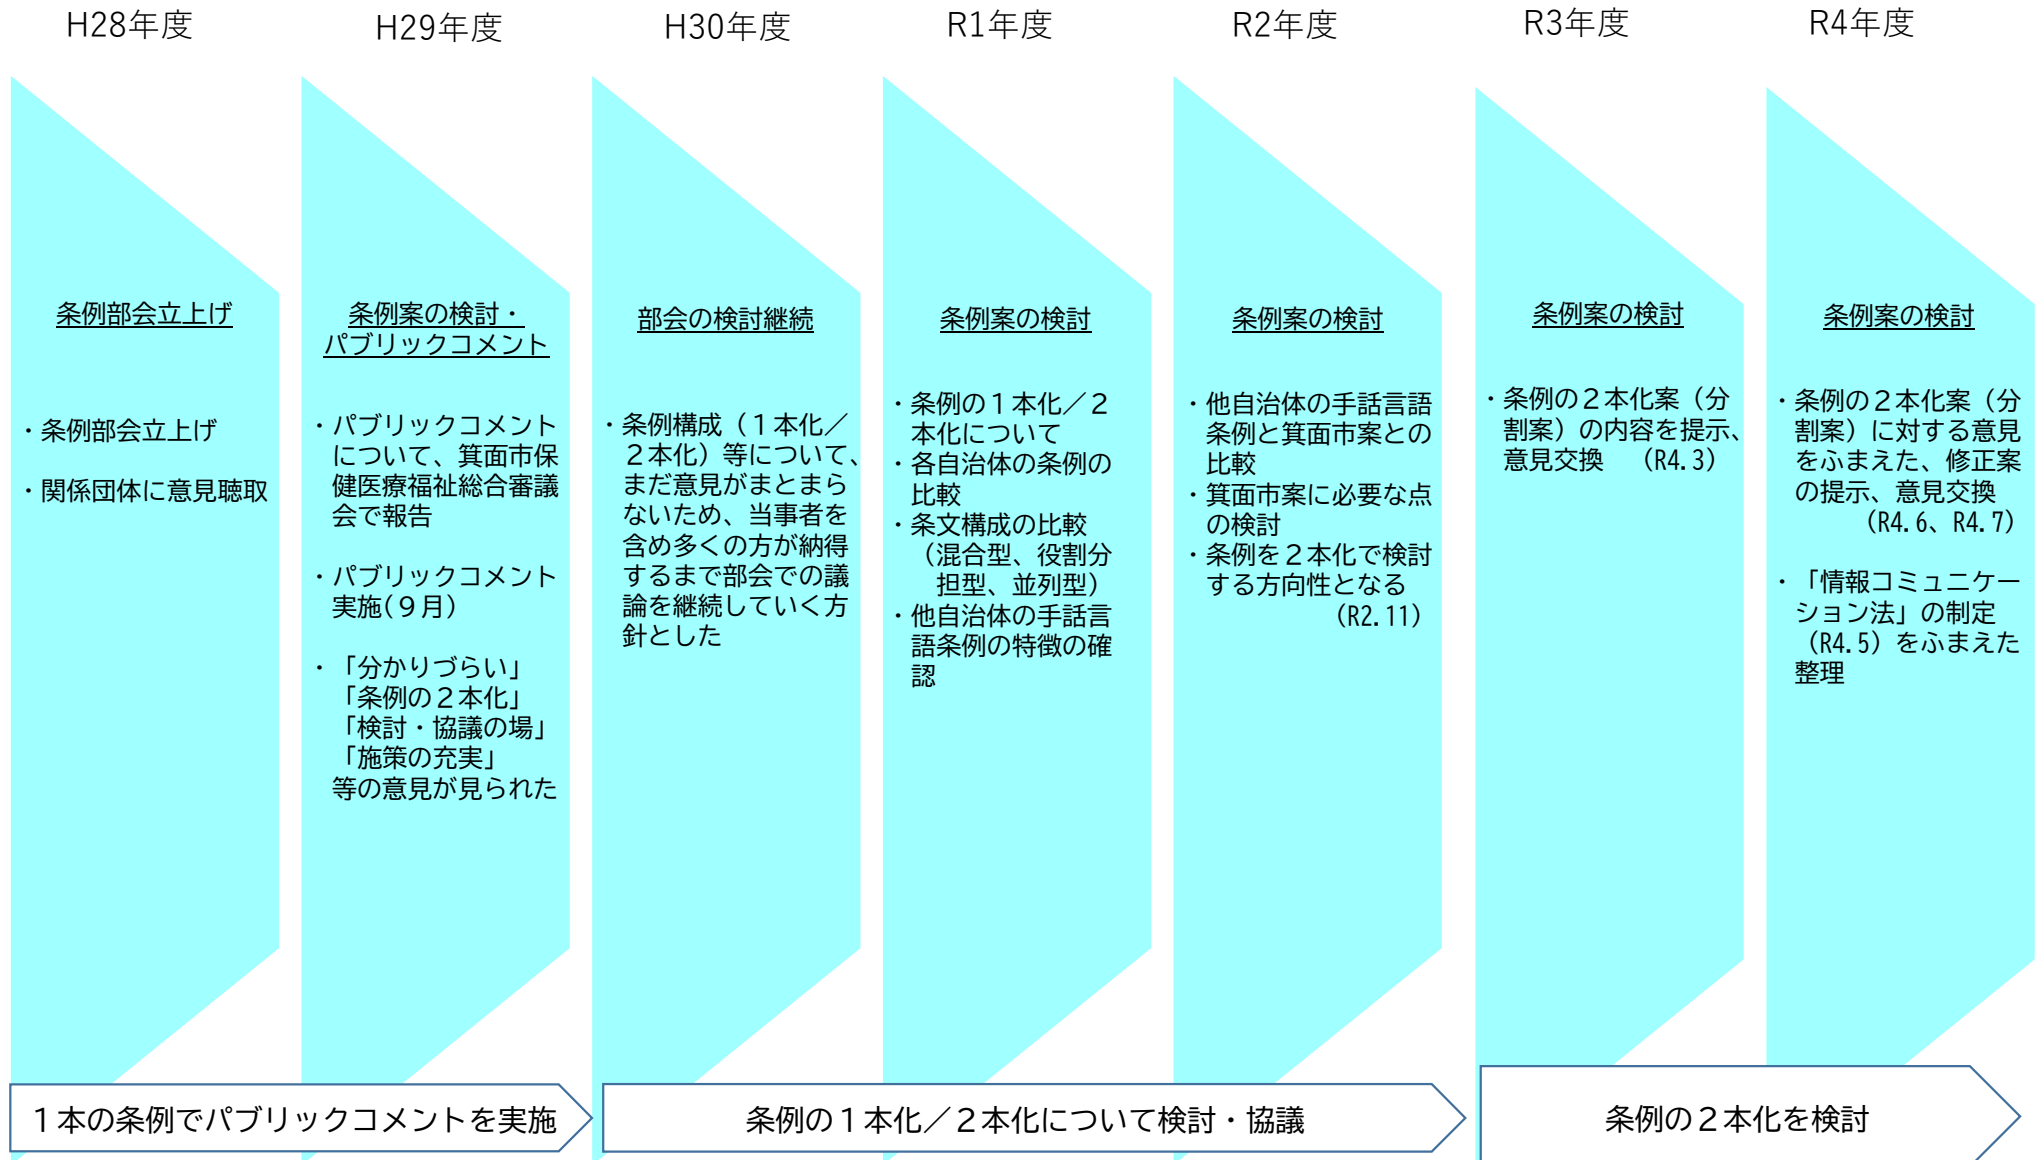 H28年度
H29年度
H30年度
R1年度
R2年度
R3年度
R4年度
条例部会立上げ
・条例部会立上げ
・関係団体に意見聴取
条例案の検討・
パブリックコメント
・パブリックコメント
について、箕面市保
健医療福祉総合審議
会で報告
・パブリックコメント
実施(９月)
・「分かりづらい」
「条例の２本化」
「検討・協議の場」
「施策の充実」
等の意見が見られた
部会の検討継続
・条例構成（１本化／
２本化）等について、
まだ意見がまとまら
ないため、当事者を
含め多くの方が納得
するまで部会での議
論を継続していく方
針とした
条例案の検討
・条例の１本化／２
本化について
・各自治体の条例の
比較
・条文構成の比較
（混合型、役割分
担型、並列型）
・他自治体の手話言
語条例の特徴の確
認
条例案の検討
・他自治体の手話言語
条例と箕面市案との
比較
・箕面市案に必要な点
の検討
・条例を２本化で検討
する方向性となる
（R2.11）
条例案の検討
・条例の２本化案（分
割案）の内容を提示、
意見交換　（R4.3）
条例案の検討
・条例の２本化案（分
割案）に対する意見
をふまえた、修正案
の提示、意見交換
（R4.6、R4.7）
・「情報コミュニケー
ション法」の制定
（R4.5）をふまえた
整理
１本の条例でパブリックコメントを実施
条例の１本化／２本化について検討・協議
条例の２本化を検討